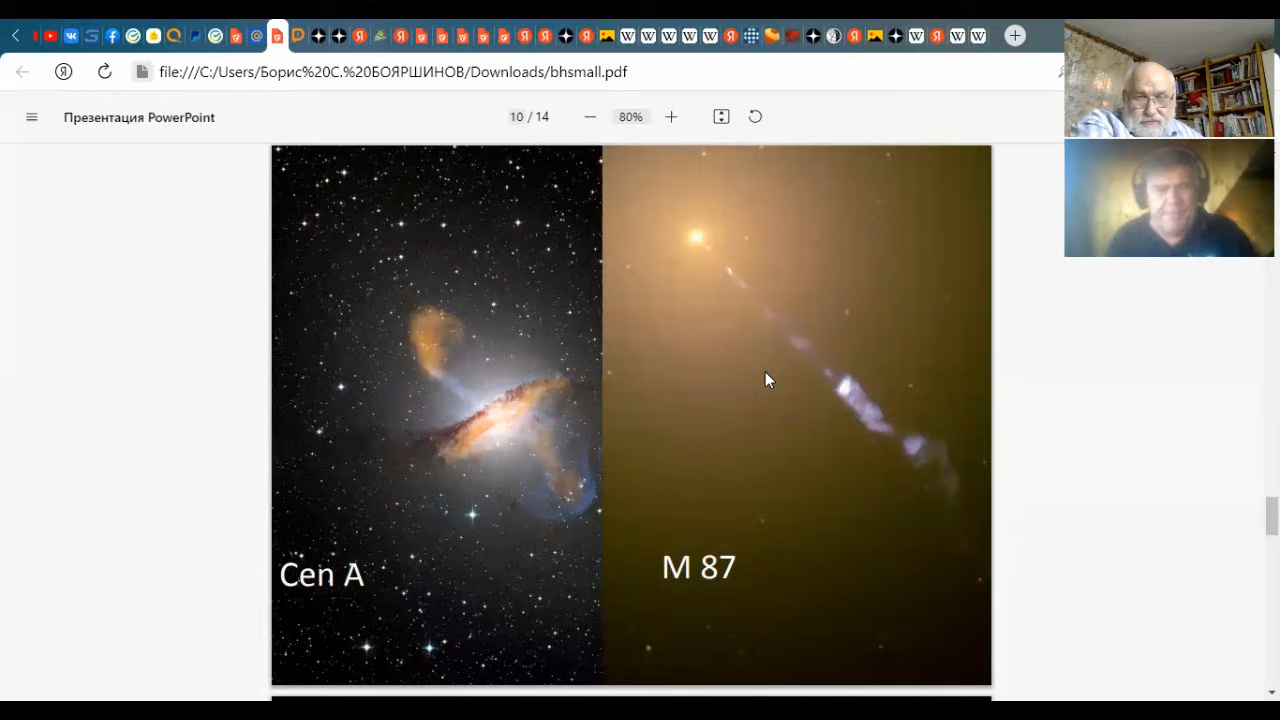 file:///C:/Users/Борис%20С.%20БОЯРШИНОВ/Downloads/bhsmall.pdf
Презентация PowerPoint
10 / 14
80%
Cen A
M 87